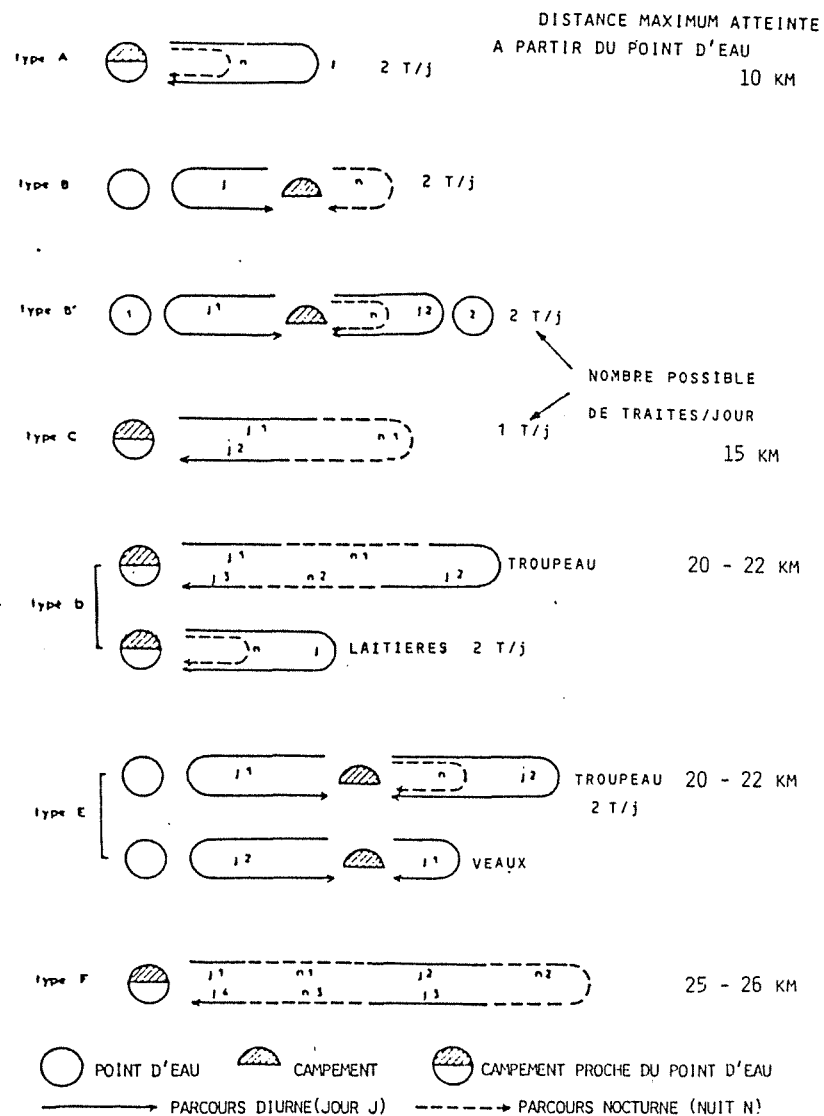 DISTANCE MAXIMUM ATTEINTE
A PARTIR DU POINT D'EAU
type A n j 2 T/j 10 KM
type B j n 2 T/j
type B' 1 j1 n j2 2 2 T/j
NOMBRE POSSIBLE
DE TRAITES/JOUR
type C j1 n1 1 T/j
j2
15 KM
j1 n1 TROUPEAU 20 - 22 KM
j3 n2 j2
type D
n j LAITIERES 2 T/j
j1 n j2 TROUPEAU 20 - 22 KM
2 T/j
type E
j2 j1 VEAUX
type F j1 n1 j2 n2
j4 n3 j3 25 - 26 KM
POINT D'EAU CAMPEMENT CAMPEMENT PROCHE DU POINT D'EAU
PARCOURS DIURNE(JOUR J) PARCOURS NOCTURNE (NUIT N)